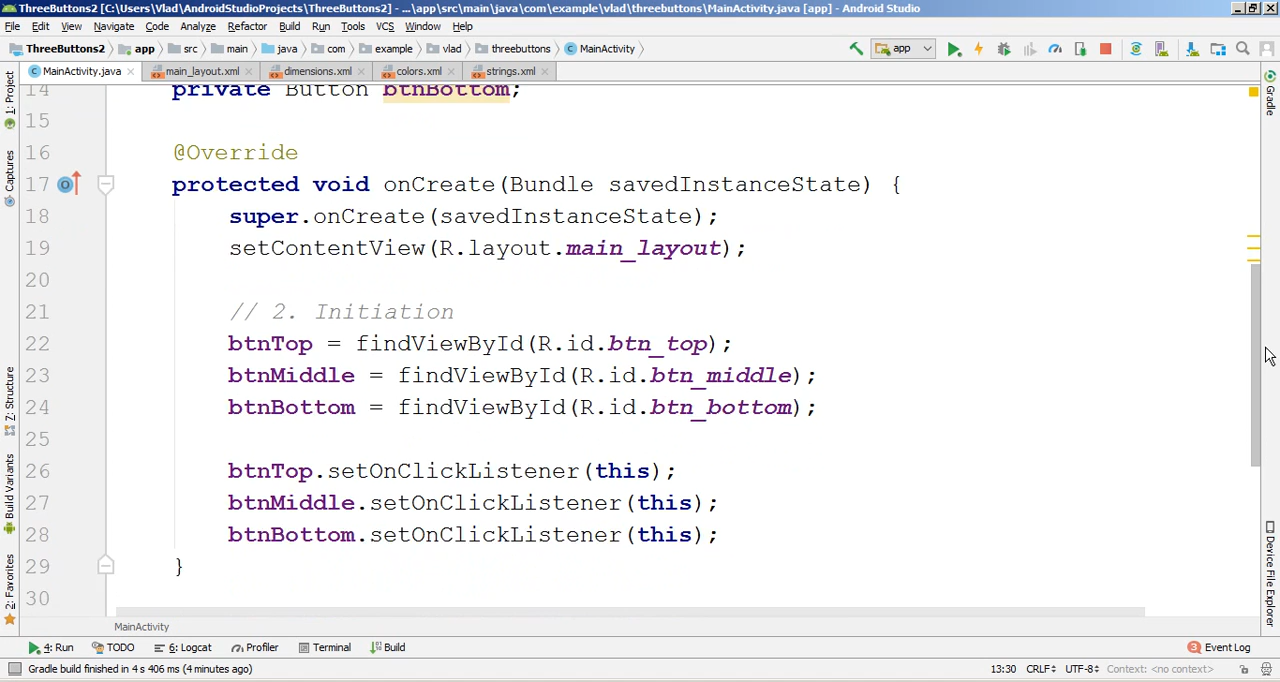 ThreeButtons2 [C:\Users\Vlad\AndroidStudioProjects\ThreeButtons2] - ...\app\src\main\java\com\example\vlad\threebuttons\MainActivity.java [app] - Android Studio
File Edit View Navigate Code Analyze Refactor Build Run Tools VCS Window Help
ThreeButtons2 app src main java com example vlad threebuttons MainActivity app
MainActivity.java main_layout.xml dimensions.xml colors.xml strings.xml
1: Project
Captures
7: Structure
Build Variants
2: Favorites
14 private Button btnBottom;
15
16 @Override
17 protected void onCreate(Bundle savedInstanceState) {
18 super.onCreate(savedInstanceState);
19 setContentView(R.layout.main_layout);
20
21 // 2. Initiation
22 btnTop = findViewById(R.id.btn_top);
23 btnMiddle = findViewById(R.id.btn_middle);
24 btnBottom = findViewById(R.id.btn_bottom);
25
26 btnTop.setOnClickListener(this);
27 btnMiddle.setOnClickListener(this);
28 btnBottom.setOnClickListener(this);
29 }
30
Gradle
Device File Explorer
MainActivity
4: Run TODO 6: Logcat Profiler Terminal Build 3 Event Log
Gradle build finished in 4 s 406 ms (4 minutes ago) 13:30 CRLF UTF-8 Context: <no context>